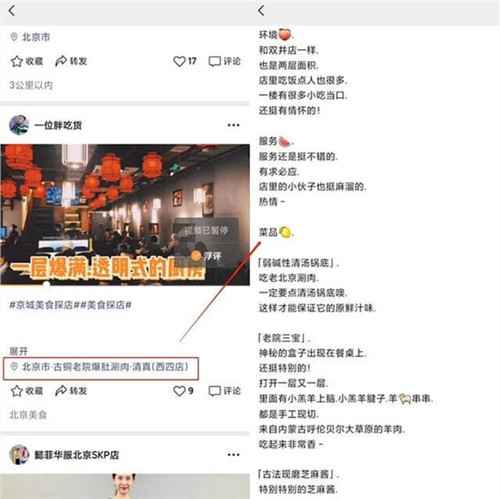 北京市
收藏
转发
17
评论
3公里以内
一位胖吃货
视频已暂停
浮评
一层爆满.透明式的厨房
#京城美食探店##美食探店#
展开
北京市·古铜老院爆肚涮肉·清真(西四店)
收藏
转发
9
评论
北京美食
懿菲华服北京SKP店
环境🍑.
和双井店一样.
也是两层面积.
店里吃饭点人也很多.
一楼有很多小吃当口.
还挺有情怀的!
服务🍉.
服务还是挺不错的.
有求必应.
店里的小伙子也挺麻溜的.
热情~
菜品🍋.
「弱碱性清汤锅底」.
吃老北京涮肉.
一定要点清汤锅底噢.
这样才能保证它的原鲜汁味.
「老院三宝」.
神秘的盒子出现在餐桌上.
还挺特别的!
打开一层又一层.
里面有小羔羊上脑.小羔羊腱子.羊🐑串串.
都是手工现切.
来自内蒙古呼伦贝尔大草原的羊肉.
吃起来非常香~
「古法现磨芝麻酱」.
特别特别的芝麻酱.